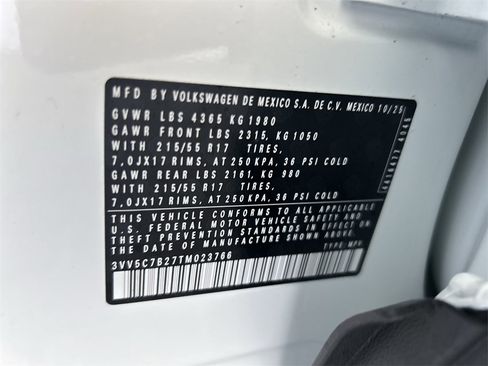 MFD BY VOLKSWAGEN DE MEXICO S.A. DE C.V. MEXICO 10/25
GVWR LBS 4365 KG 1980
GAWR FRONT LBS 2315, KG 1050
WITH 215/55 R17 TIRES,
7,0JX17 RIMS, AT 250 KPA, 36 PSI COLD
GAWR REAR LBS 2161, KG 980
WITH 215/55 R17 TIRES,
7,0JX17 RIMS, AT 250 KPA, 36 PSI COLD
THIS VEHICLE CONFORMS TO ALL APPLICABLE
U.S. FEDERAL MOTOR VEHICLE SAFETY AND
THEFT PREVENTION STANDARDS IN EFFECT ON
THE DATE OF MANUFACTURE SHOWN ABOVE.
3VV5C7B27TM023766 TYPE: MPV